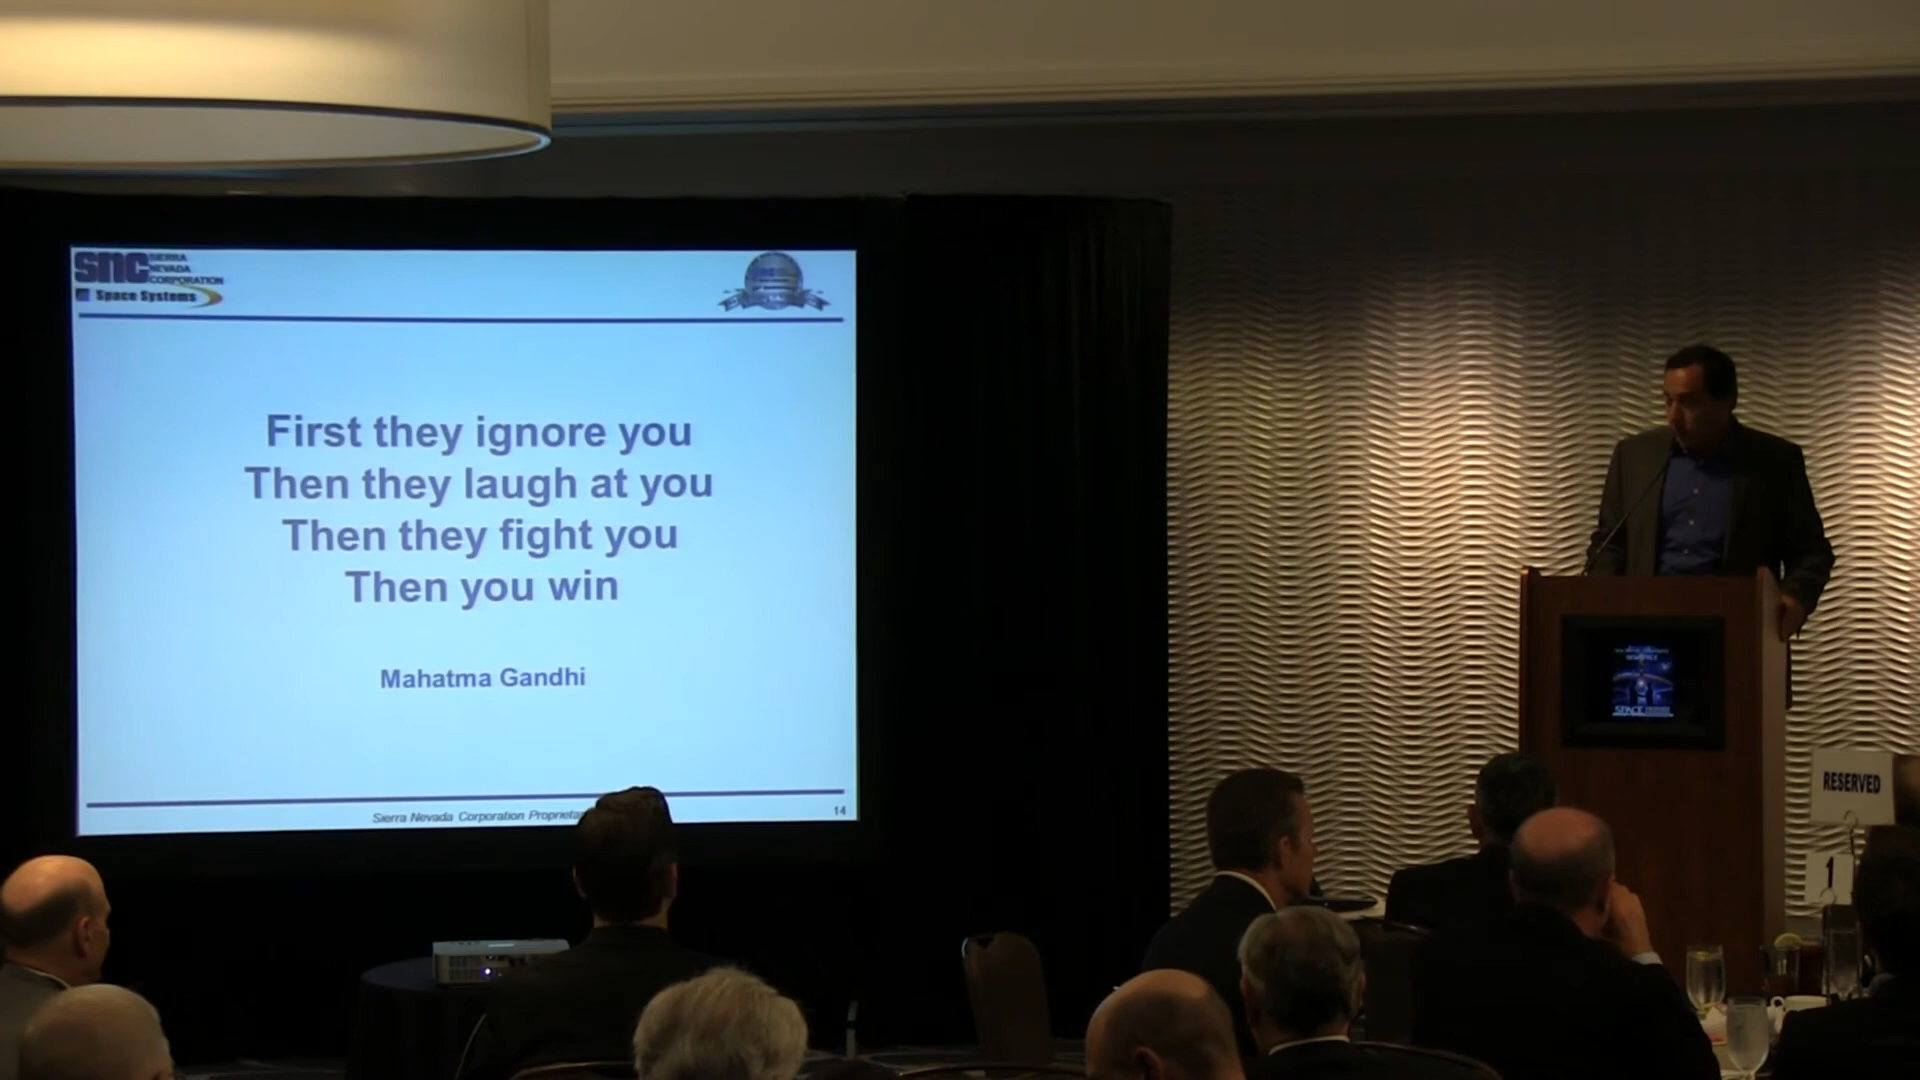 snc SIERRA
NEVADA
CORPORATION
Space Systems
First they ignore you
Then they laugh at you
Then they fight you
Then you win
Mahatma Gandhi
Sierra Nevada Corporation
14
SPACE
RESERVED
1